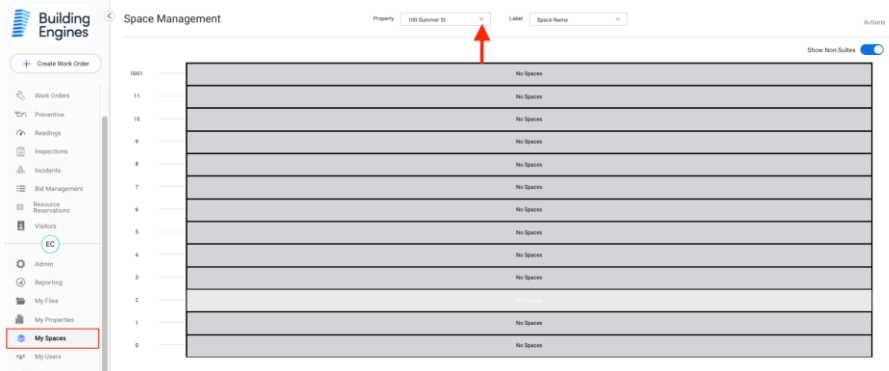 Building
Engines
Space Management
Property
100 Summer St
Label
Space Name
Actions
Show Non-Suites
+ Create Work Order
Work Orders
Preventive
Readings
Inspections
Incidents
Bid Management
Resource
Reservations
Visitors
EC
Admin
Reporting
My Files
My Properties
My Spaces
My Users
0001 No Spaces
11 No Spaces
10 No Spaces
9 No Spaces
8 No Spaces
7 No Spaces
6 No Spaces
5 No Spaces
4 No Spaces
3 No Spaces
2 No Spaces
1 No Spaces
0 No Spaces